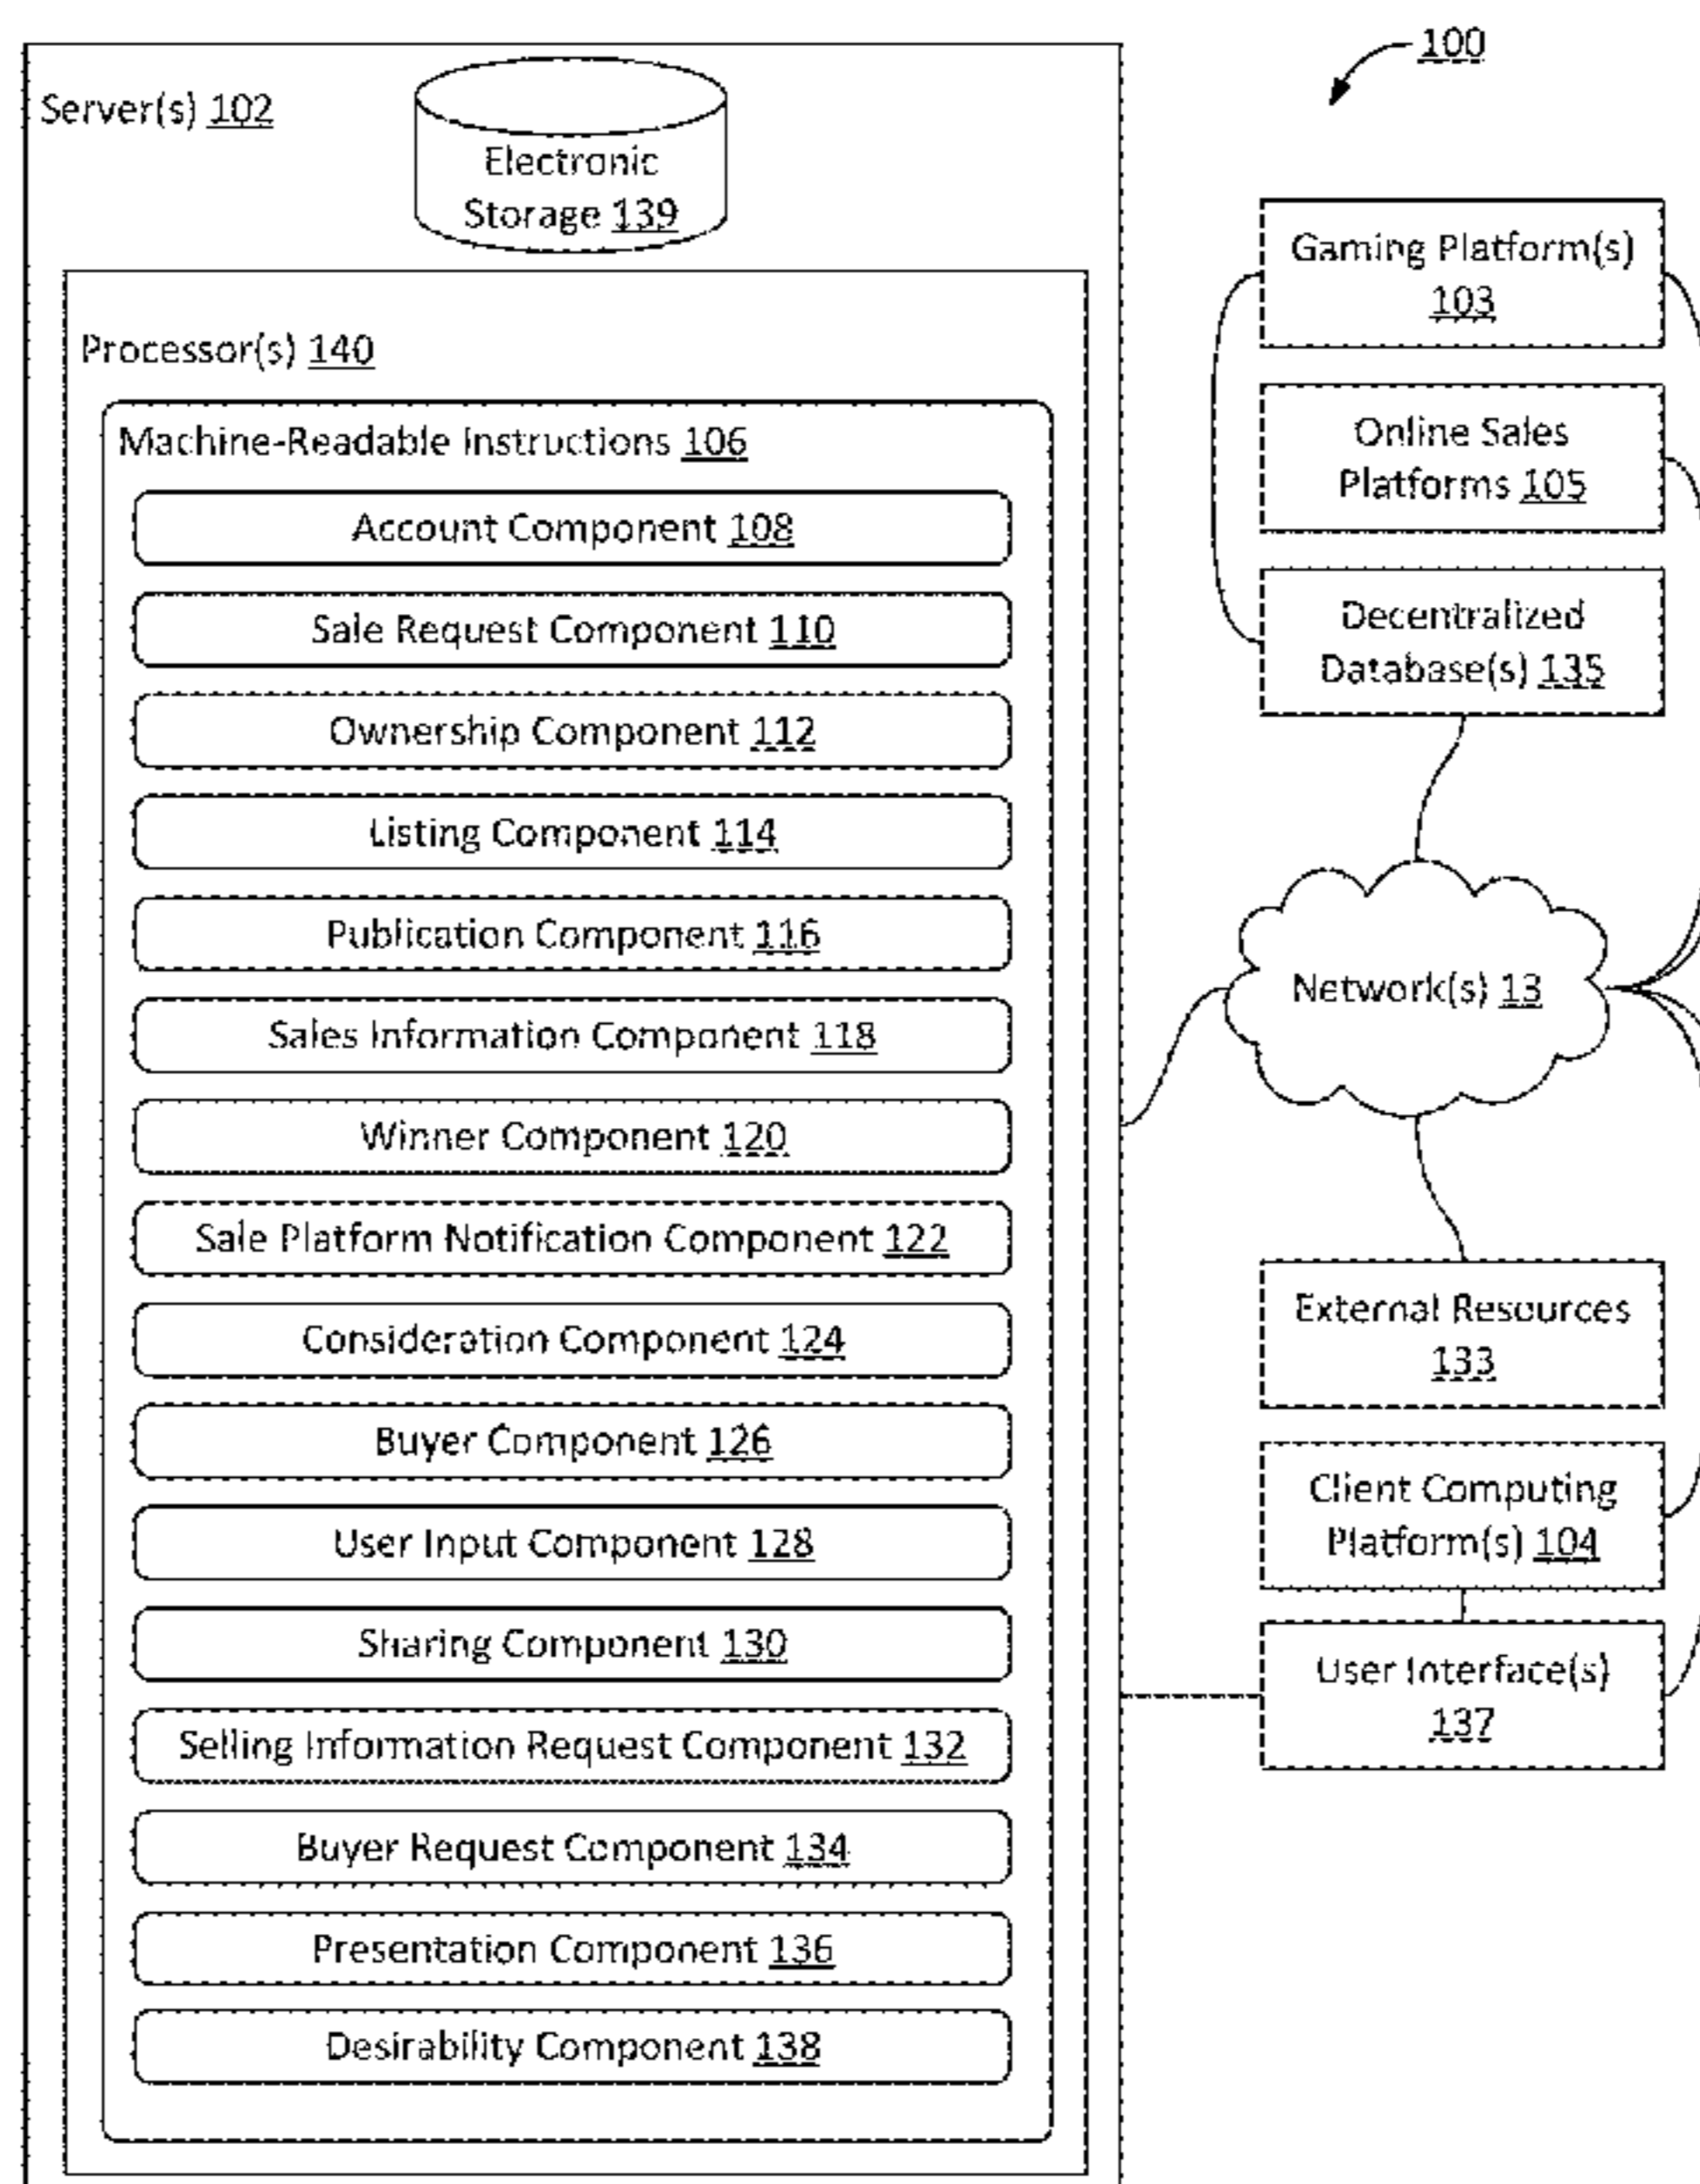 100
Server(s) 102
Electronic
Storage 139
Processor(s) 140
Machine-Readable Instructions 106
Account Component 108
Sale Request Component 110
Ownership Component 112
Listing Component 114
Publication Component 116
Sales Information Component 118
Winner Component 120
Sale Platform Notification Component 122
Consideration Component 124
Buyer Component 126
User Input Component 128
Sharing Component 130
Selling Information Request Component 132
Buyer Request Component 134
Presentation Component 136
Desirability Component 138
Gaming Platform(s)
103
Online Sales
Platforms 105
Decentralized
Database(s) 135
Network(s) 13
External Resources
133
Client Computing
Platform(s) 104
User Interface(s)
137